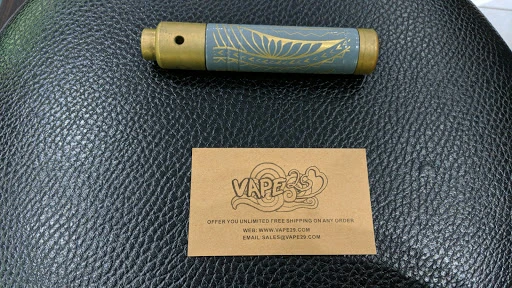 VAPE39
OFFER YOU UNLIMITED FREE SHIPPING ON ANY ORDER
WEB: WWW.VAPE39.COM
EMAIL: SALES@VAPE39.COM